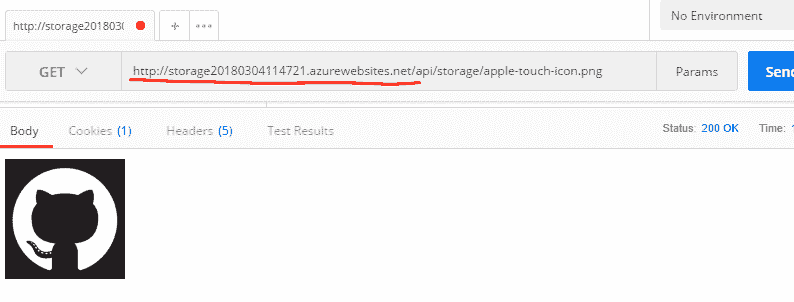 http://storage2018030
No Environment
GET http://storage20180304114721.azurewebsites.net/api/storage/apple-touch-icon.png Params Send
Body Cookies (1) Headers (5) Test Results Status: 200 OK Time: